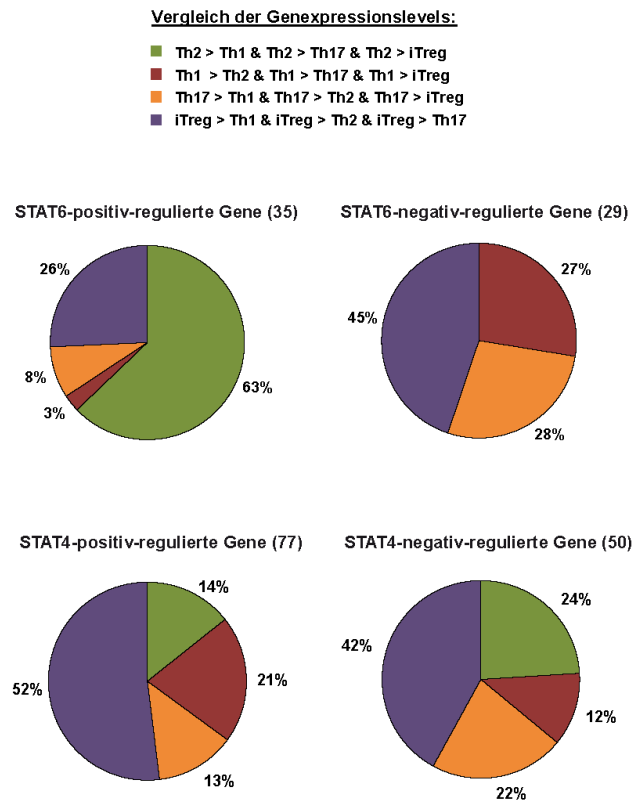 Vergleich der Genexpressionslevels:
Th2 > Th1 & Th2 > Th17 & Th2 > iTreg
Th1 > Th2 & Th1 > Th17 & Th1 > iTreg
Th17 > Th1 & Th17 > Th2 & Th17 > iTreg
iTreg > Th1 & iTreg > Th2 & iTreg > Th17
STAT6-positiv-regulierte Gene (35)
26%
8%
3%
63%
STAT6-negativ-regulierte Gene (29)
27%
45%
28%
STAT4-positiv-regulierte Gene (77)
14%
52%
21%
13%
STAT4-negativ-regulierte Gene (50)
24%
42%
12%
22%